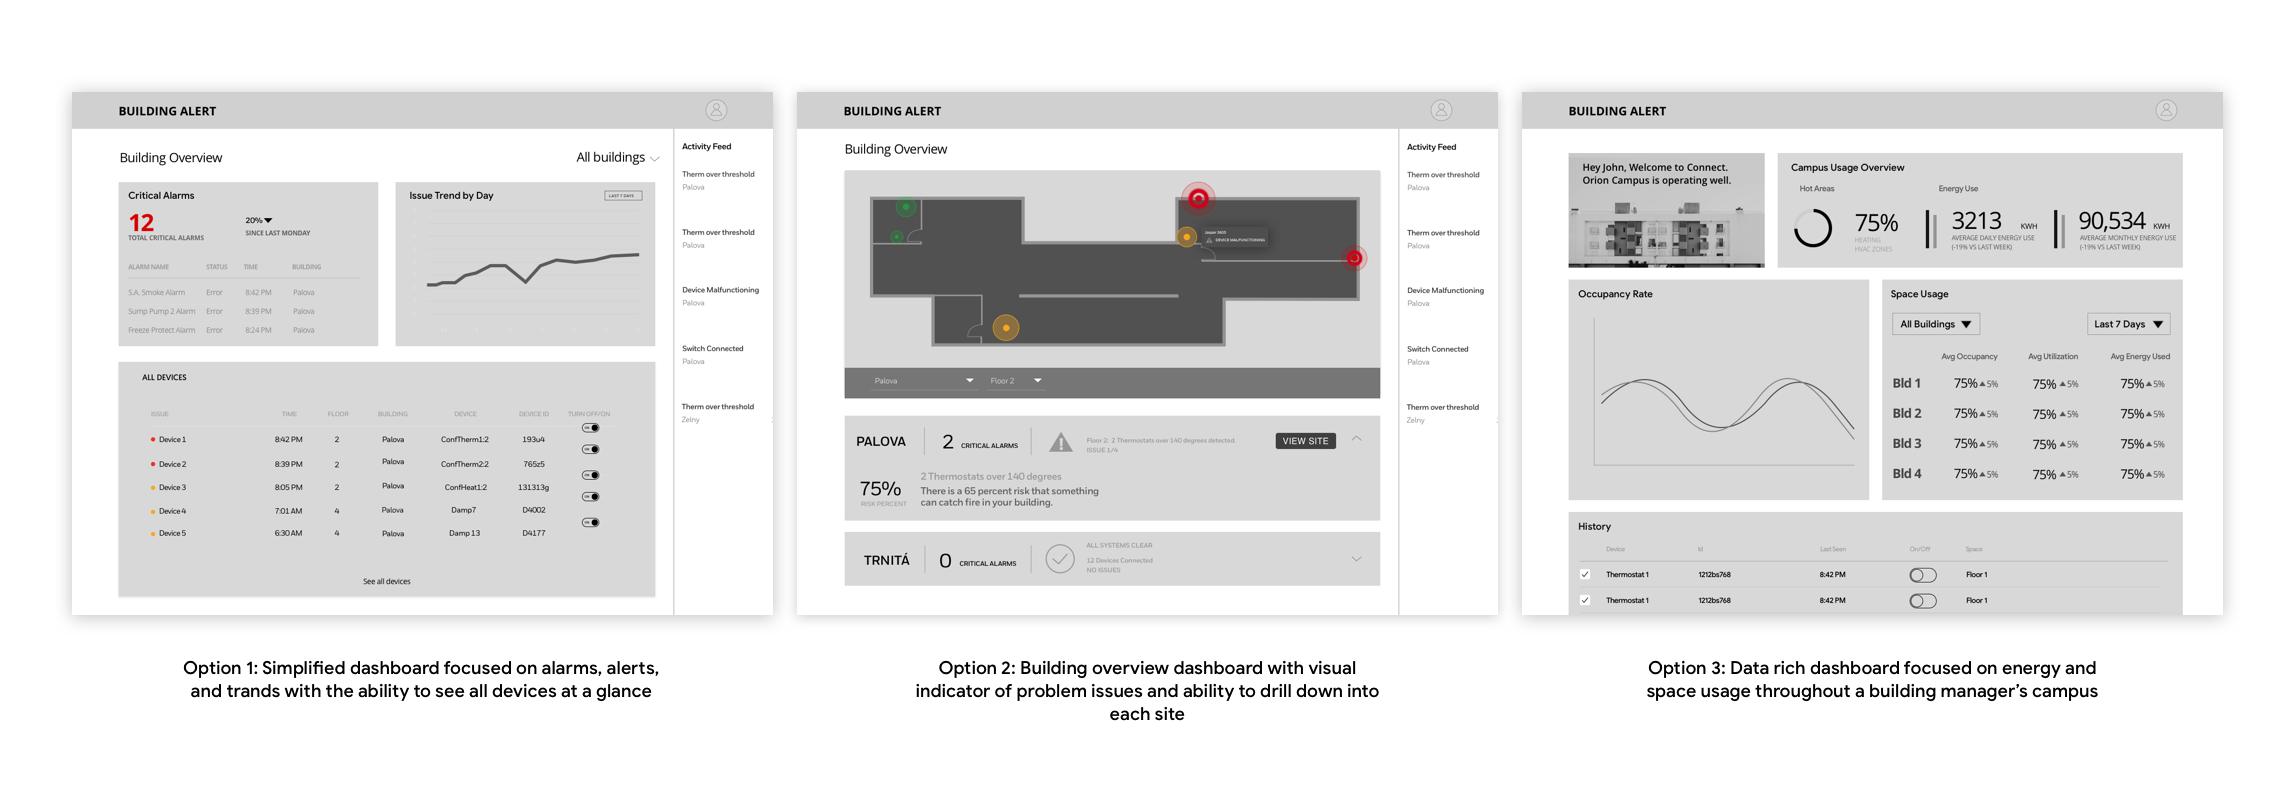 BUILDING ALERT
Building Overview
All buildings
Critical Alarms
12
TOTAL CRITICAL ALARMS
20%
SINCE LAST MONDAY
ALARM NAME STATUS TIME BUILDING
S.A. Smoke Alarm Error 8:42 PM Palova
Sump Pump 2 Alarm Error 8:39 PM Palova
Freeze Protect Alarm Error 8:24 PM Palova
Issue Trend by Day
LAST 7 DAYS
ALL DEVICES
ISSUE TIME FLOOR BUILDING DEVICE DEVICE ID TURN OFF/ON
Device 1 8:42 PM 2 Palova ConfTherm1:2 193u4
Device 2 8:39 PM 2 Palova ConfTherm2:2 765z5
Device 3 8:05 PM 2 Palova ConfHeat1:2 131313g
Device 4 7:01 AM 4 Palova Damp7 D4002
Device 5 6:30 AM 4 Palova Damp 13 D4177
See all devices
Activity Feed
Therm over threshold
Palova
Therm over threshold
Palova
Device Malfunctioning
Palova
Switch Connected
Palova
Therm over threshold
Zelny
Option 1: Simplified dashboard focused on alarms, alerts,
and trands with the ability to see all devices at a glance
BUILDING ALERT
Building Overview
DEVICE MALFUNCTIONING
Palova
Floor 2
PALOVA
2 CRITICAL ALARMS
Floor 2: 2 Thermostats over 140 degrees detected.
ISSUE 1/4
VIEW SITE
75%
RISK PERCENT
2 Thermostats over 140 degrees
There is a 65 percent risk that something
can catch fire in your building.
TRNITÁ
0 CRITICAL ALARMS
ALL SYSTEMS CLEAR
12 Devices Connected
NO ISSUES
Activity Feed
Therm over threshold
Palova
Therm over threshold
Palova
Device Malfunctioning
Palova
Switch Connected
Palova
Therm over threshold
Zelny
Option 2: Building overview dashboard with visual
indicator of problem issues and ability to drill down into
each site
BUILDING ALERT
Hey John, Welcome to Connect.
Orion Campus is operating well.
Campus Usage Overview
Hot Areas
75%
HEATING
HVAC ZONES
Energy Use
3213 KWH
AVERAGE DAILY ENERGY USE
(-19% VS LAST WEEK)
90,534 KWH
AVERAGE MONTHLY ENERGY USE
(-19% VS LAST WEEK)
Occupancy Rate
Space Usage
All Buildings
Last 7 Days
Avg Occupancy Avg Utilization Avg Energy Used
Bld 1 75% 5% 75% 5% 75% 5%
Bld 2 75% 5% 75% 5% 75% 5%
Bld 3 75% 5% 75% 5% 75% 5%
Bld 4 75% 5% 75% 5% 75% 5%
History
Device Id Last Seen On/Off Space
Thermostat 1 1212bs768 8:42 PM Floor 1
Thermostat 1 1212bs768 8:42 PM Floor 1
Option 3: Data rich dashboard focused on energy and
space usage throughout a building manager's campus